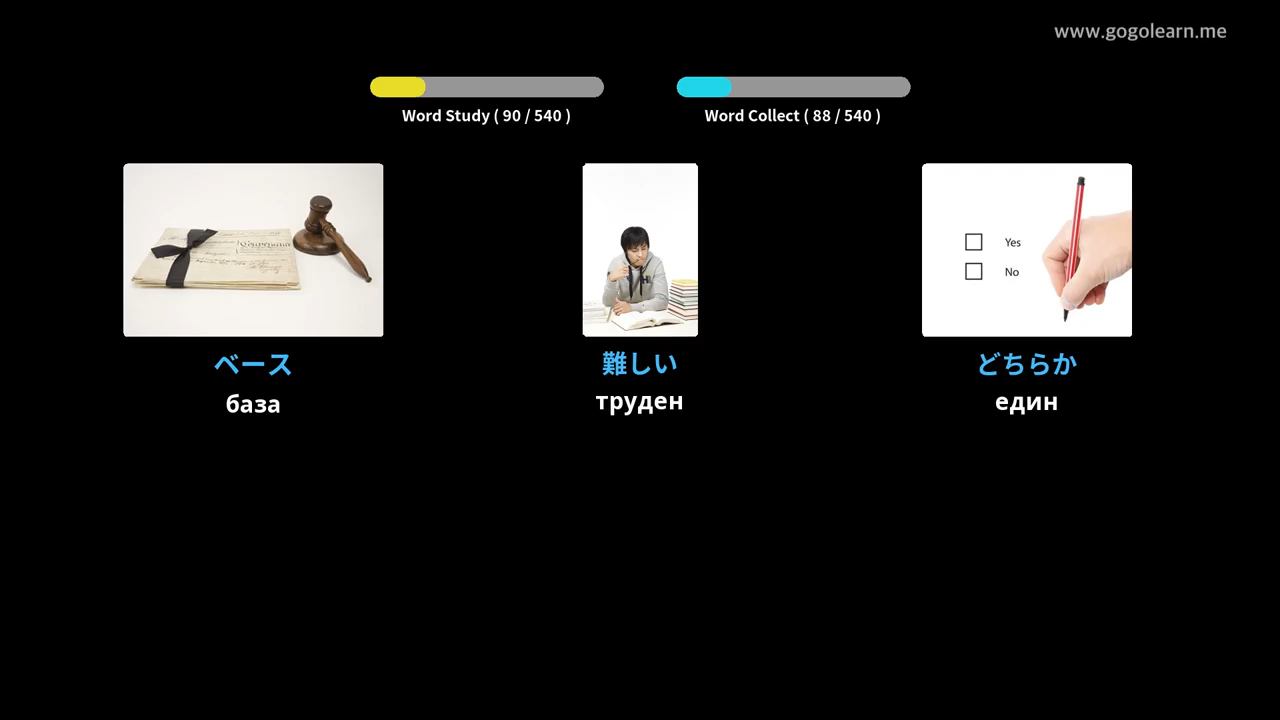 www.gogolearn.me
Word Study ( 90 / 540 )
Word Collect ( 88 / 540 )
Yes
No
ベース
難しい
どちらか
база
труден
един